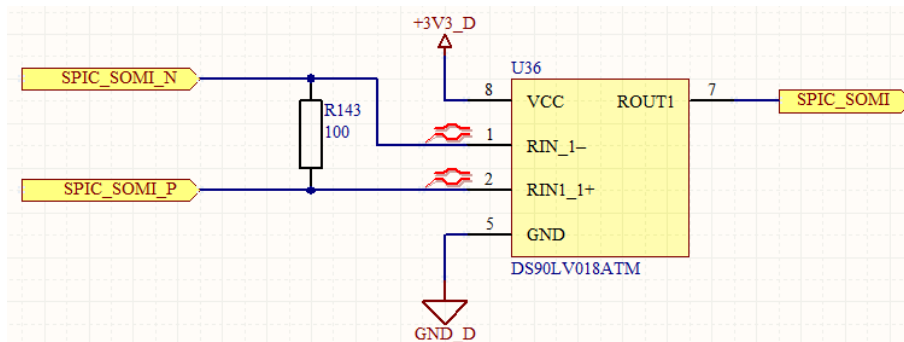 +3V3_D
SPIC_SOMI_N
R143
100
SPIC_SOMI_P
U36
8 VCC ROUT1 7
SPIC_SOMI
1 RIN_1–
2 RIN1_1+
5 GND
DS90LV018ATM
GND_D